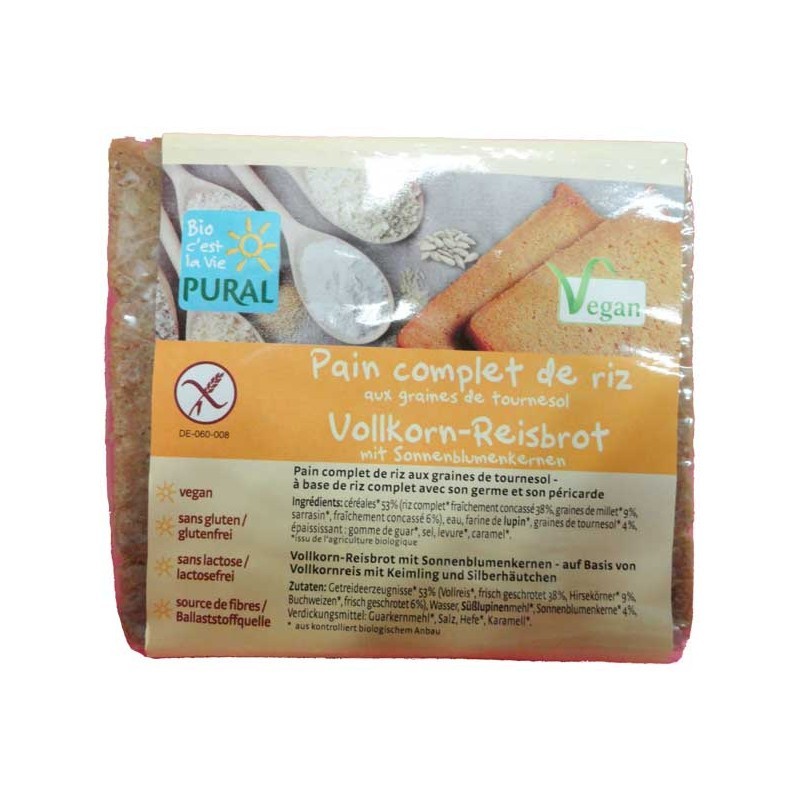 Bio
c'est
la Vie
PURAL
Vegan
Pain complet de riz
aux graines de tournesol
Vollkorn-Reisbrot
mit Sonnenblumenkernen
DE-060-008
vegan
sans gluten /
glutenfrei
sans lactose /
lactosefrei
source de fibres /
Ballaststoffquelle
Pain complet de riz aux graines de tournesol -
à base de riz complet avec son germe et son péricarde
Ingrédients: céréales* 53% (riz complet* fraîchement concassé 38%, graines de millet* 9%,
sarrasin*, fraîchement concassé 6%), eau, farine de lupin*, graines de tournesol* 4%,
épaississant : gomme de guar*, sel, levure*, caramel*.
*issu de l'agriculture biologique
Vollkorn-Reisbrot mit Sonnenblumenkernen - auf Basis von
Vollkornreis mit Keimling und Silberhäutchen
Zutaten: Getreideerzeugnisse* 53% (Vollreis*, frisch geschrotet 38%, Hirsekörner* 9%,
Buchweizen*, frisch geschrotet 6%), Wasser, Süßlupinenmehl*, Sonnenblumenkerne* 4%,
Verdickungsmittel: Guarkernmehl*, Salz, Hefe*, Karamell*.
* aus kontrolliert biologischem Anbau